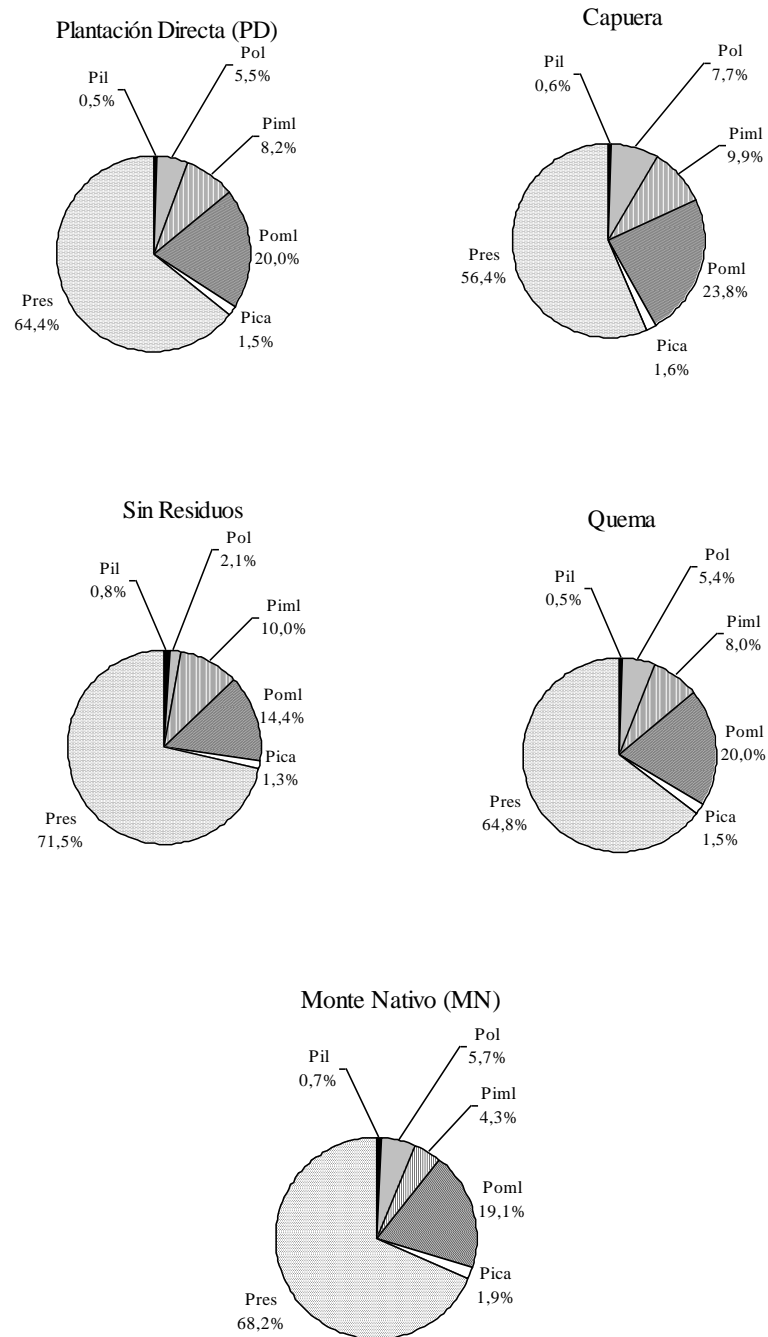 Plantación Directa (PD)
Pil
0,5%
Pol
5,5%
Piml
8,2%
Poml
20,0%
Pica
1,5%
Pres
64,4%
Capuera
Pil
0,6%
Pol
7,7%
Piml
9,9%
Poml
23,8%
Pica
1,6%
Pres
56,4%
Sin Residuos
Pil
0,8%
Pol
2,1%
Piml
10,0%
Poml
14,4%
Pica
1,3%
Pres
71,5%
Quema
Pil
0,5%
Pol
5,4%
Piml
8,0%
Poml
20,0%
Pica
1,5%
Pres
64,8%
Monte Nativo (MN)
Pil
0,7%
Pol
5,7%
Piml
4,3%
Poml
19,1%
Pica
1,9%
Pres
68,2%